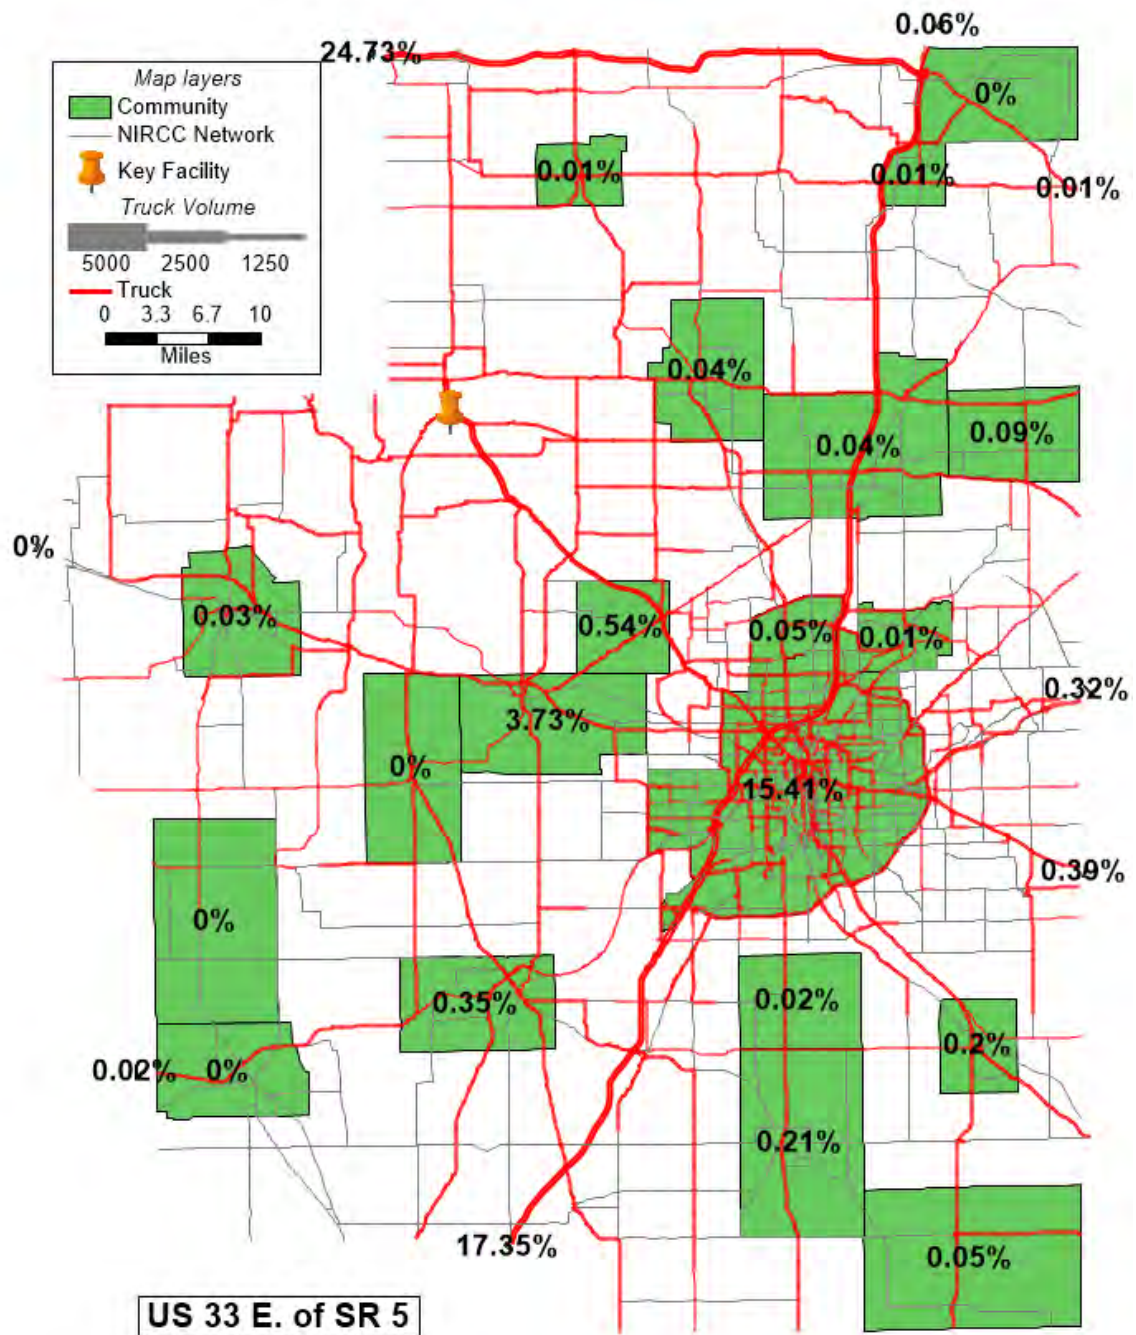 0.06%
24.73%
Map layers
Community
NIRCC Network
Key Facility
Truck Volume
5000 2500 1250
Truck
0 3.3 6.7 10
Miles
0%
0.01%
0.01%
0.01%
0.04%
0.04%
0.09%
0%
0.03%
0.54%
0.05%
0.01%
0.32%
3.73%
0%
15.41%
0.39%
0%
0.35%
0.02%
0.2%
0.02%
0%
0.21%
17.35%
0.05%
US 33 E. of SR 5